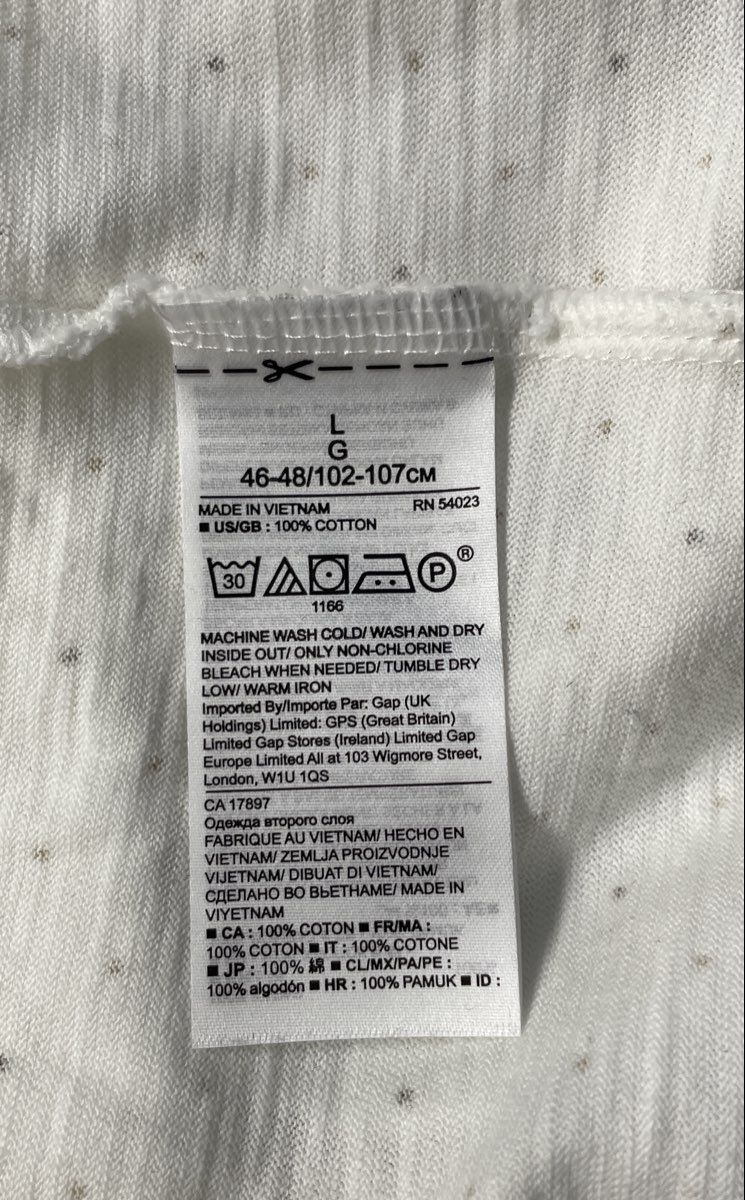 L
G
46-48/102-107CM
MADE IN VIETNAM RN 54023
■ US/GB : 100% COTTON
30 P ®
1166
MACHINE WASH COLD/ WASH AND DRY
INSIDE OUT/ ONLY NON-CHLORINE
BLEACH WHEN NEEDED/ TUMBLE DRY
LOW/ WARM IRON
Imported By/Importe Par: Gap (UK
Holdings) Limited: GPS (Great Britain)
Limited Gap Stores (Ireland) Limited Gap
Europe Limited All at 103 Wigmore Street,
London, W1U 1QS
CA 17897
Одежда второго слоя
FABRIQUE AU VIETNAM/ HECHO EN
VIETNAM/ ZEMLJA PROIZVODNJE
VIJETNAM/ DIBUAT DI VIETNAM/
СДЕЛАНО ВО ВЬЕТНАМЕ/ MADE IN
VIYETNAM
■ CA : 100% COTON ■ FR/MA :
100% COTON ■ IT : 100% COTONE
■ JP : 100% 綿 ■ CL/MX/PA/PE :
100% algodón ■ HR : 100% PAMUK ■ ID :